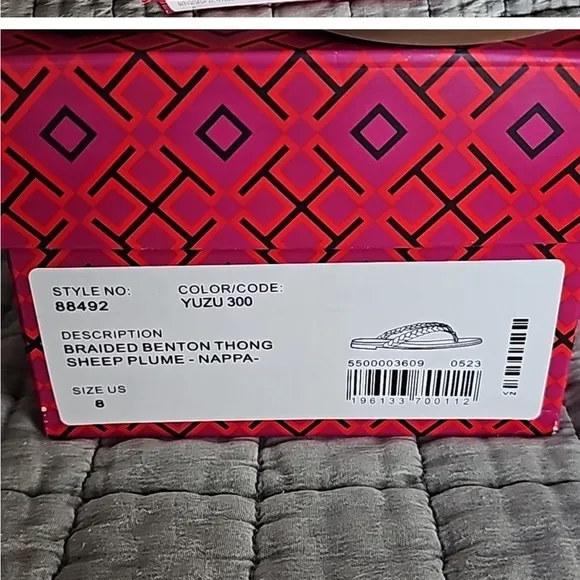 STYLE NO: COLOR/CODE:
88492 YUZU 300
DESCRIPTION
BRAIDED BENTON THONG
SHEEP PLUME - NAPPA-
5500003609 0523
SIZE US
8
196133 700112